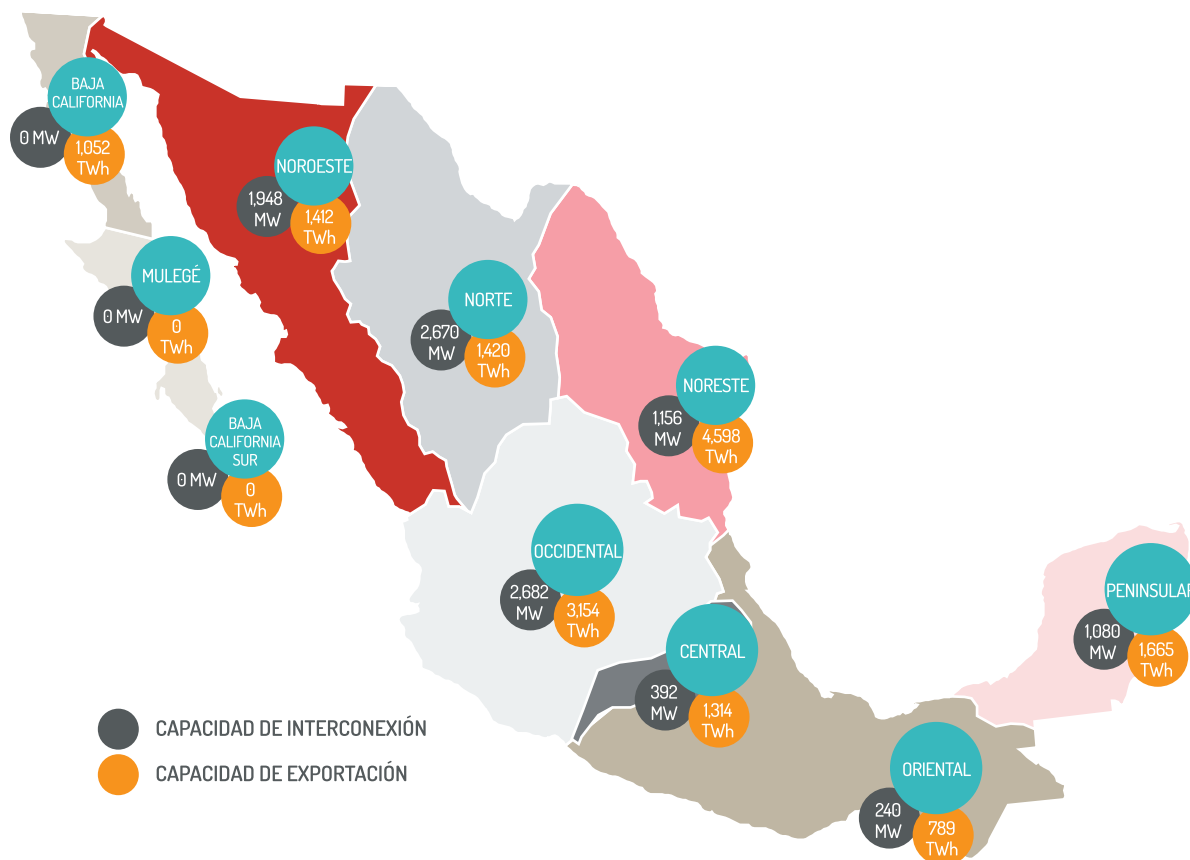 BAJA
CALIFORNIA
0 MW
1,052
TWh
NOROESTE
1,948
MW
1,412
TWh
MULEGÉ
0 MW
0
TWh
NORTE
2,670
MW
1,420
TWh
NORESTE
1,156
MW
4,598
TWh
BAJA
CALIFORNIA
SUR
0 MW
0
TWh
OCCIDENTAL
2,682
MW
3,154
TWh
PENINSULAR
1,080
MW
1,665
TWh
CENTRAL
392
MW
1,314
TWh
ORIENTAL
240
MW
789
TWh
CAPACIDAD DE INTERCONEXIÓN
CAPACIDAD DE EXPORTACIÓN